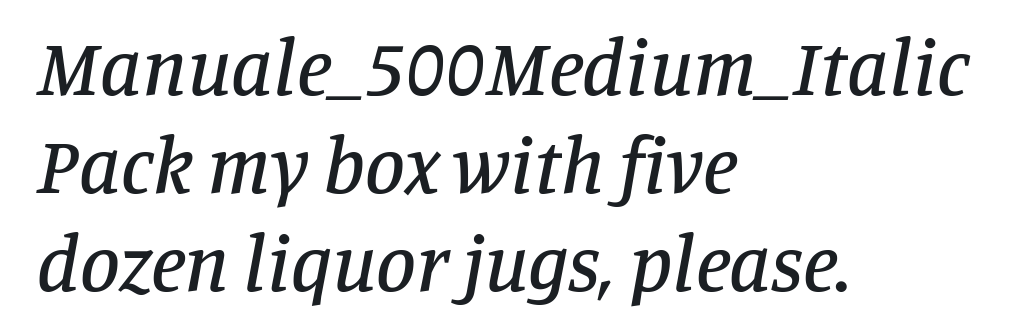 Manuale_500Medium_Italic
Pack my box with five
dozen liquor jugs, please.